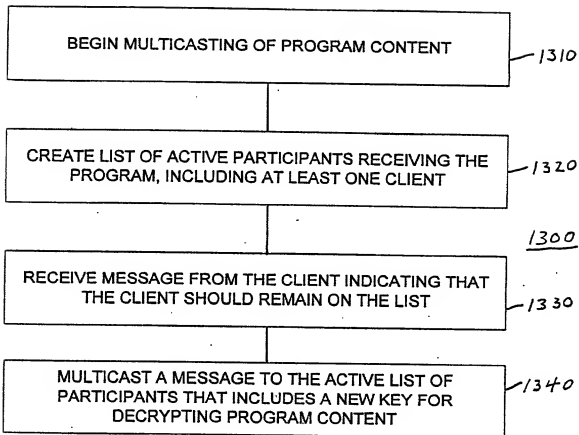 BEGIN MULTICASTING OF PROGRAM CONTENT
1310
CREATE LIST OF ACTIVE PARTICIPANTS RECEIVING THE
PROGRAM, INCLUDING AT LEAST ONE CLIENT
1320
1300
RECEIVE MESSAGE FROM THE CLIENT INDICATING THAT
THE CLIENT SHOULD REMAIN ON THE LIST
1330
MULTICAST A MESSAGE TO THE ACTIVE LIST OF
PARTICIPANTS THAT INCLUDES A NEW KEY FOR
DECRYPTING PROGRAM CONTENT
1340